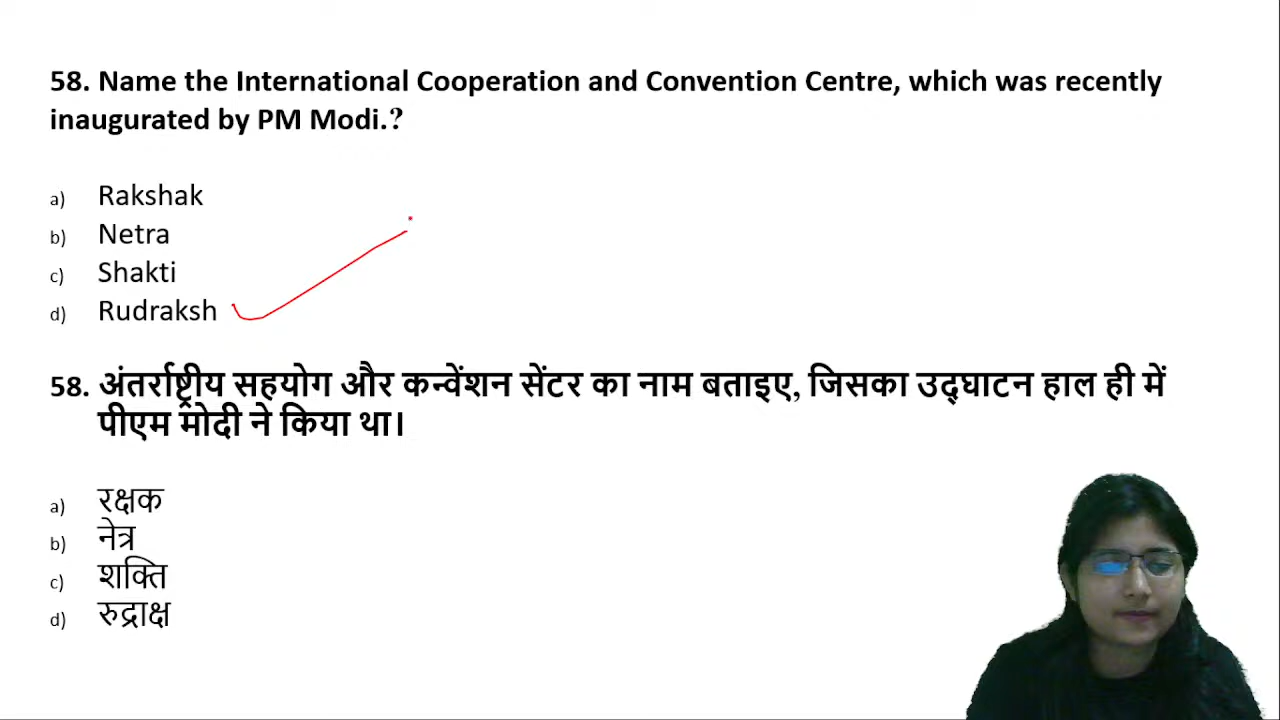 58. Name the International Cooperation and Convention Centre, which was recently
inaugurated by PM Modi.?
a) Rakshak
b) Netra
c) Shakti
d) Rudraksh
58. अंतर्राष्ट्रीय सहयोग और कन्वेंशन सेंटर का नाम बताइए, जिसका उद्घाटन हाल ही में
पीएम मोदी ने किया था।
a) रक्षक
b) नेत्र
c) शक्ति
d) रुद्राक्ष